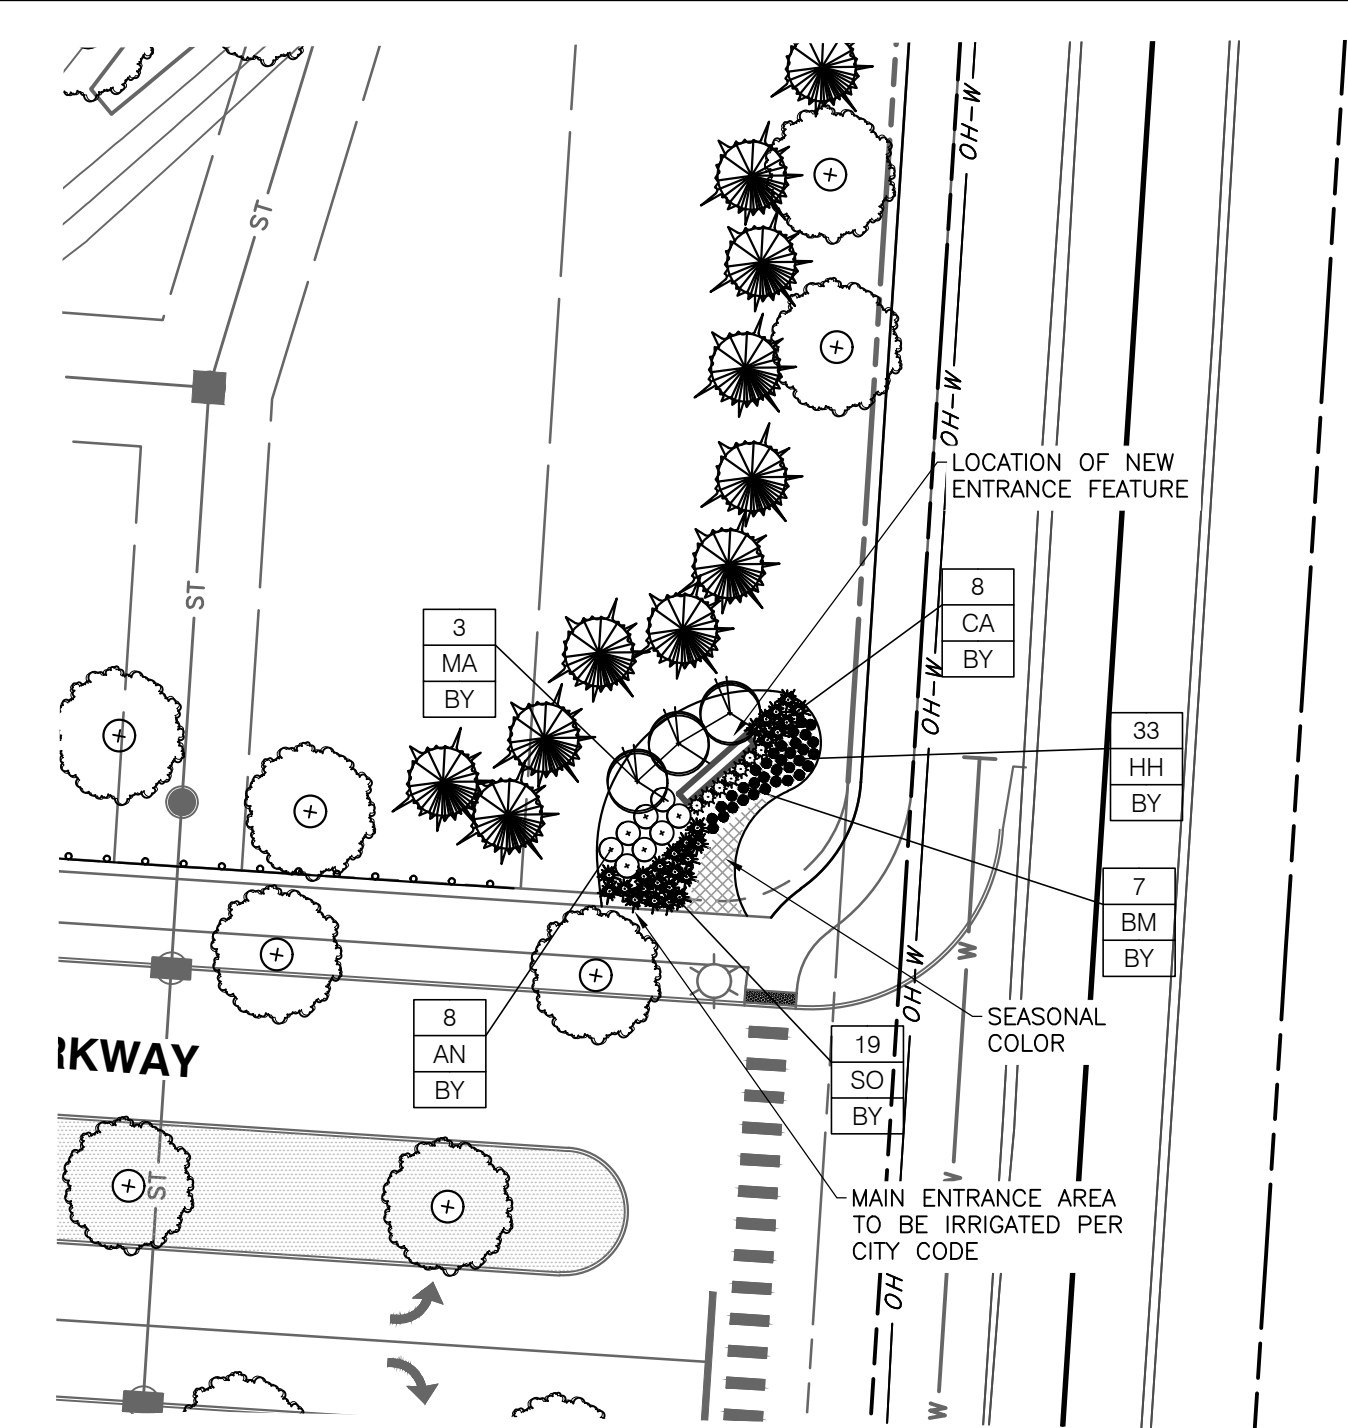 OH-W
ST
OH-W
LOCATION OF NEW
ENTRANCE FEATURE
8
CA
BY
ST
3
MA
BY
OH-W
33
HH
BY
7
BM
BY
W
OH-W
8
AN
BY
SEASONAL
COLOR
19
SO
BY
RKWAY
ST
W
MAIN ENTRANCE AREA
TO BE IRRIGATED PER
CITY CODE
OH
W